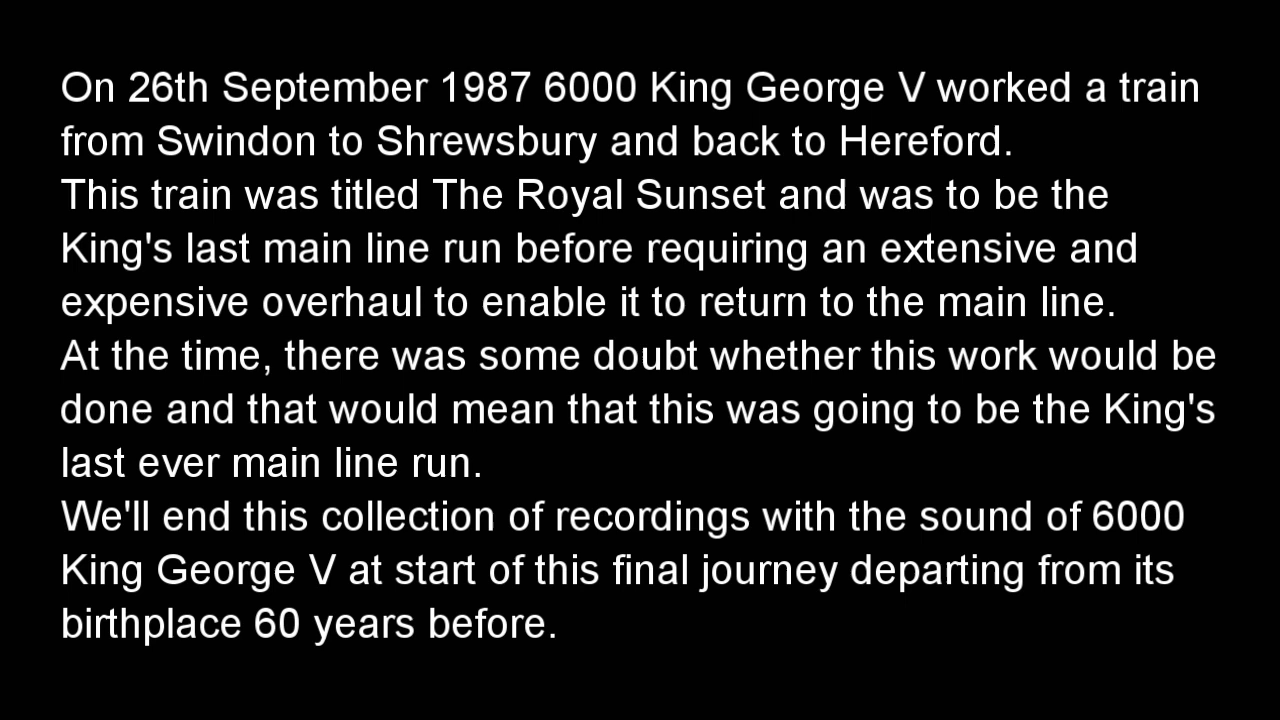 On 26th September 1987 6000 King George V worked a train
from Swindon to Shrewsbury and back to Hereford.
This train was titled The Royal Sunset and was to be the
King's last main line run before requiring an extensive and
expensive overhaul to enable it to return to the main line.
At the time, there was some doubt whether this work would be
done and that would mean that this was going to be the King's
last ever main line run.
We'll end this collection of recordings with the sound of 6000
King George V at start of this final journey departing from its
birthplace 60 years before.